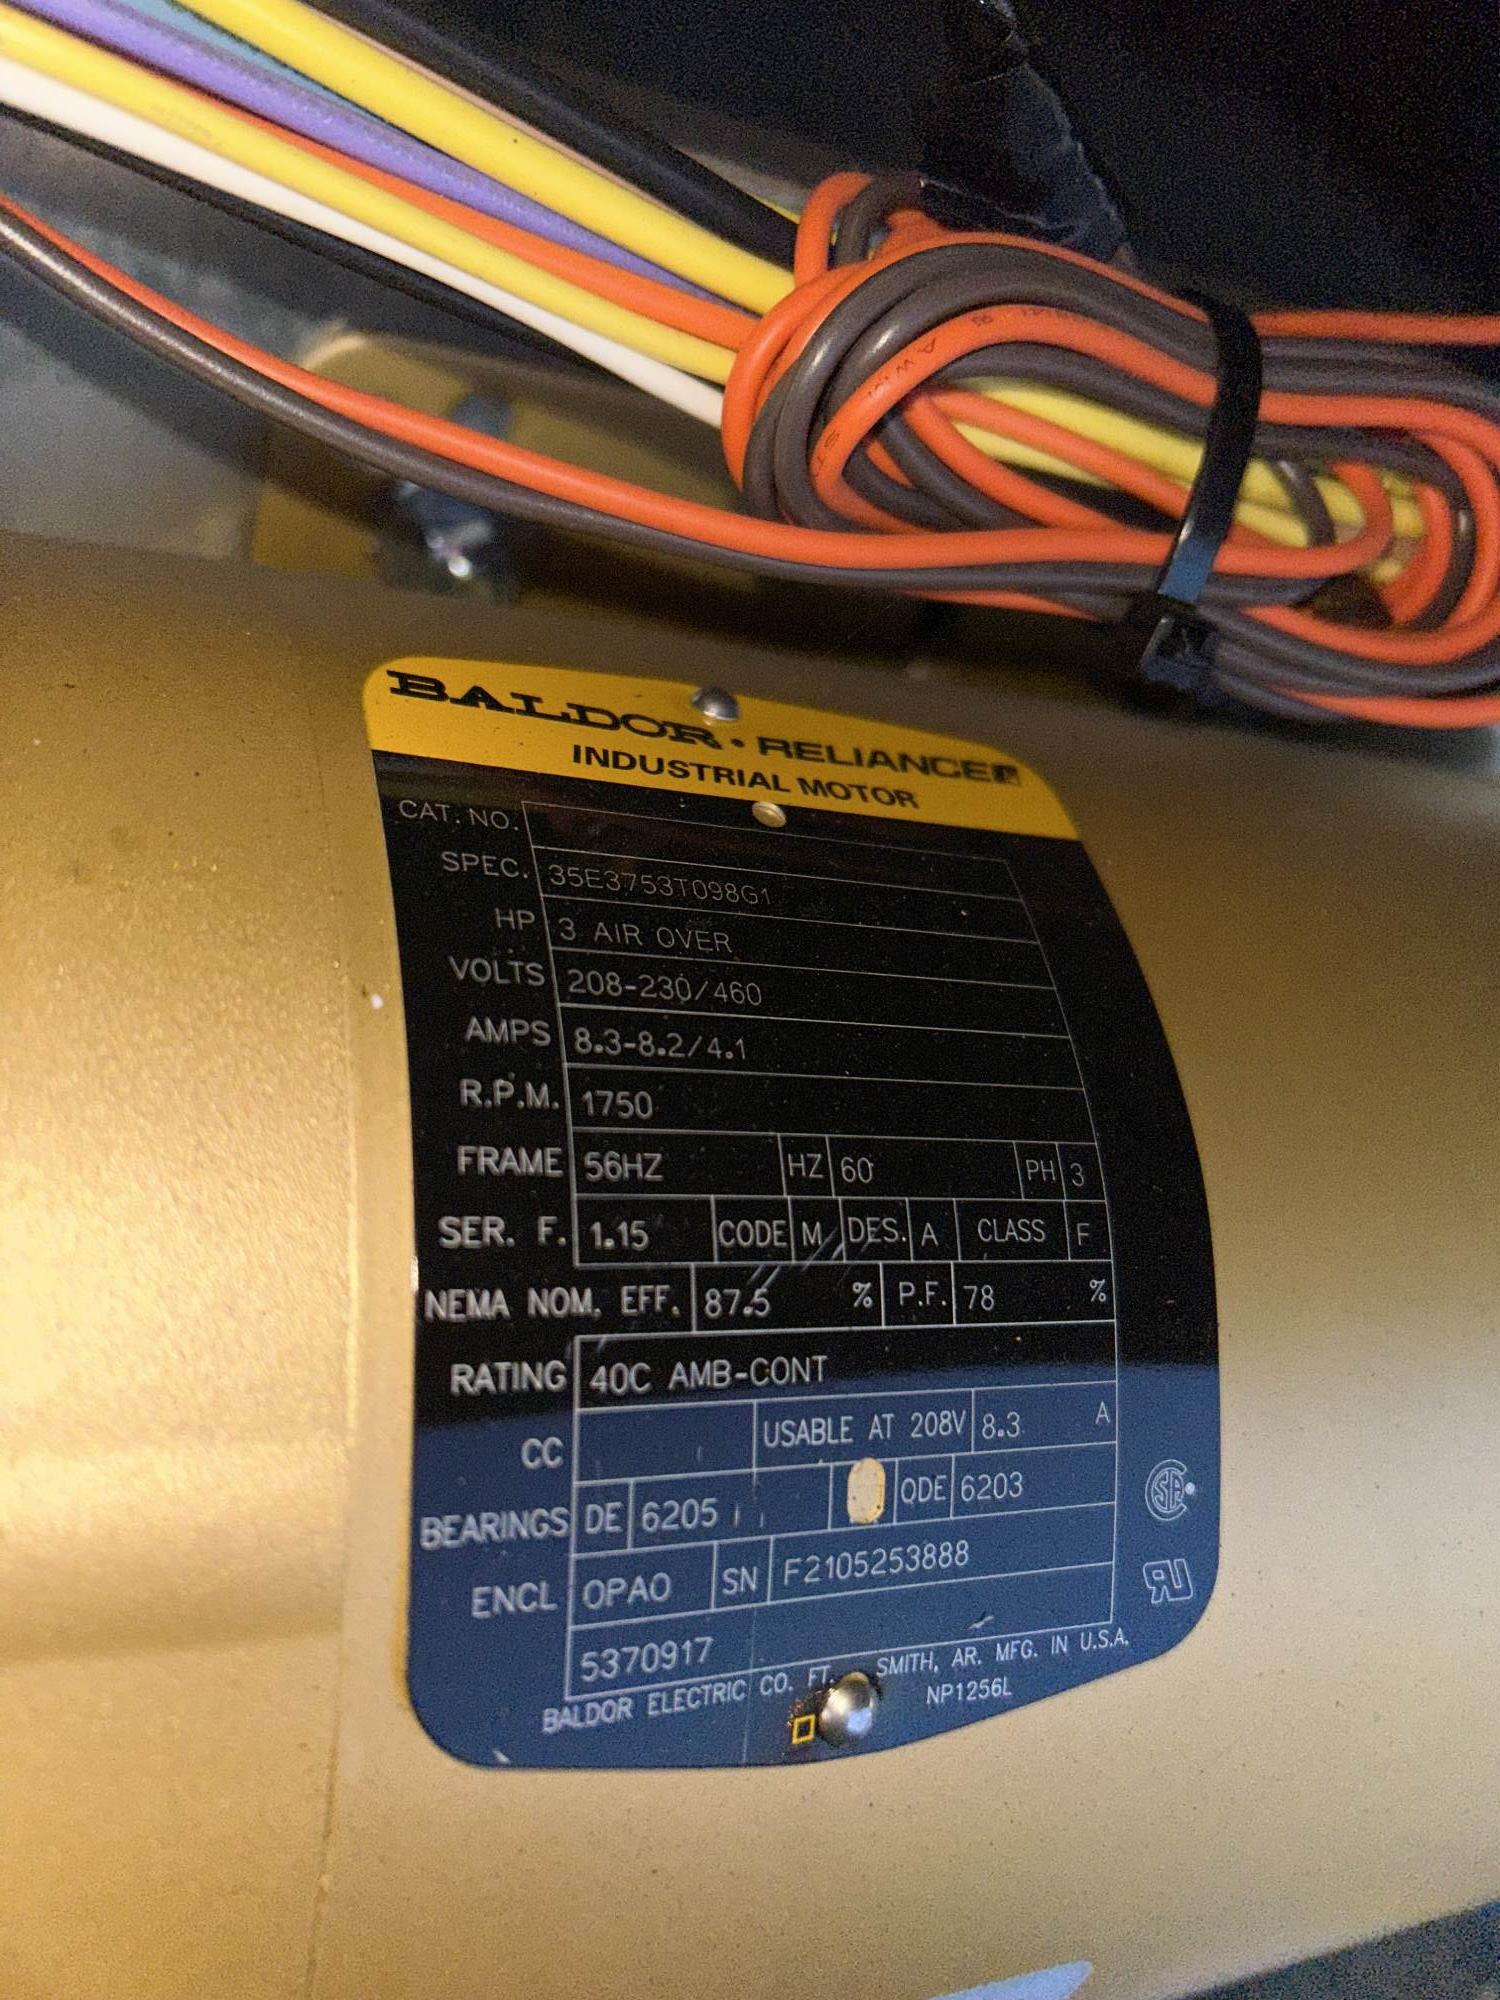 BALDOR · RELIANCE
INDUSTRIAL MOTOR
CAT. NO.
SPEC. 35E3753T098G1
HP 3 AIR OVER
VOLTS 208-230/460
AMPS 8.3-8.2/4.1
R.P.M. 1750
FRAME 56HZ HZ 60 PH 3
SER. F. 1.15 CODE M DES. A CLASS F
NEMA NOM. EFF. 87.5 % P.F. 78 %
RATING 40C AMB-CONT
CC USABLE AT 208V 8.3 A
BEARINGS DE 6205 ODE 6203
ENCL OPAO SN F2105253888
5370917
BALDOR ELECTRIC CO. FT. SMITH, AR. MFG. IN U.S.A.
NP1256L